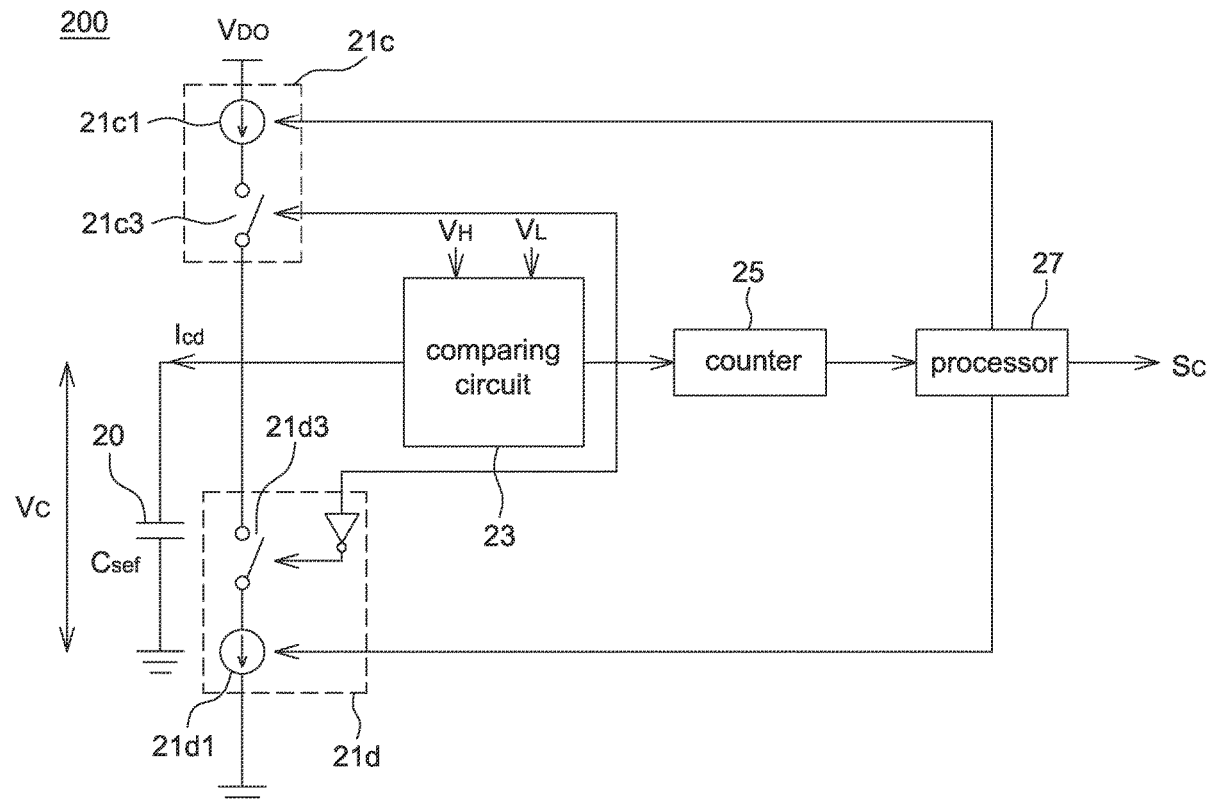 200
VDO
21c
21c1
21c3
VH
VL
25
27
Icd
comparing
circuit
counter
processor
SC
20
21d3
VC
23
Csef
21d1
21d